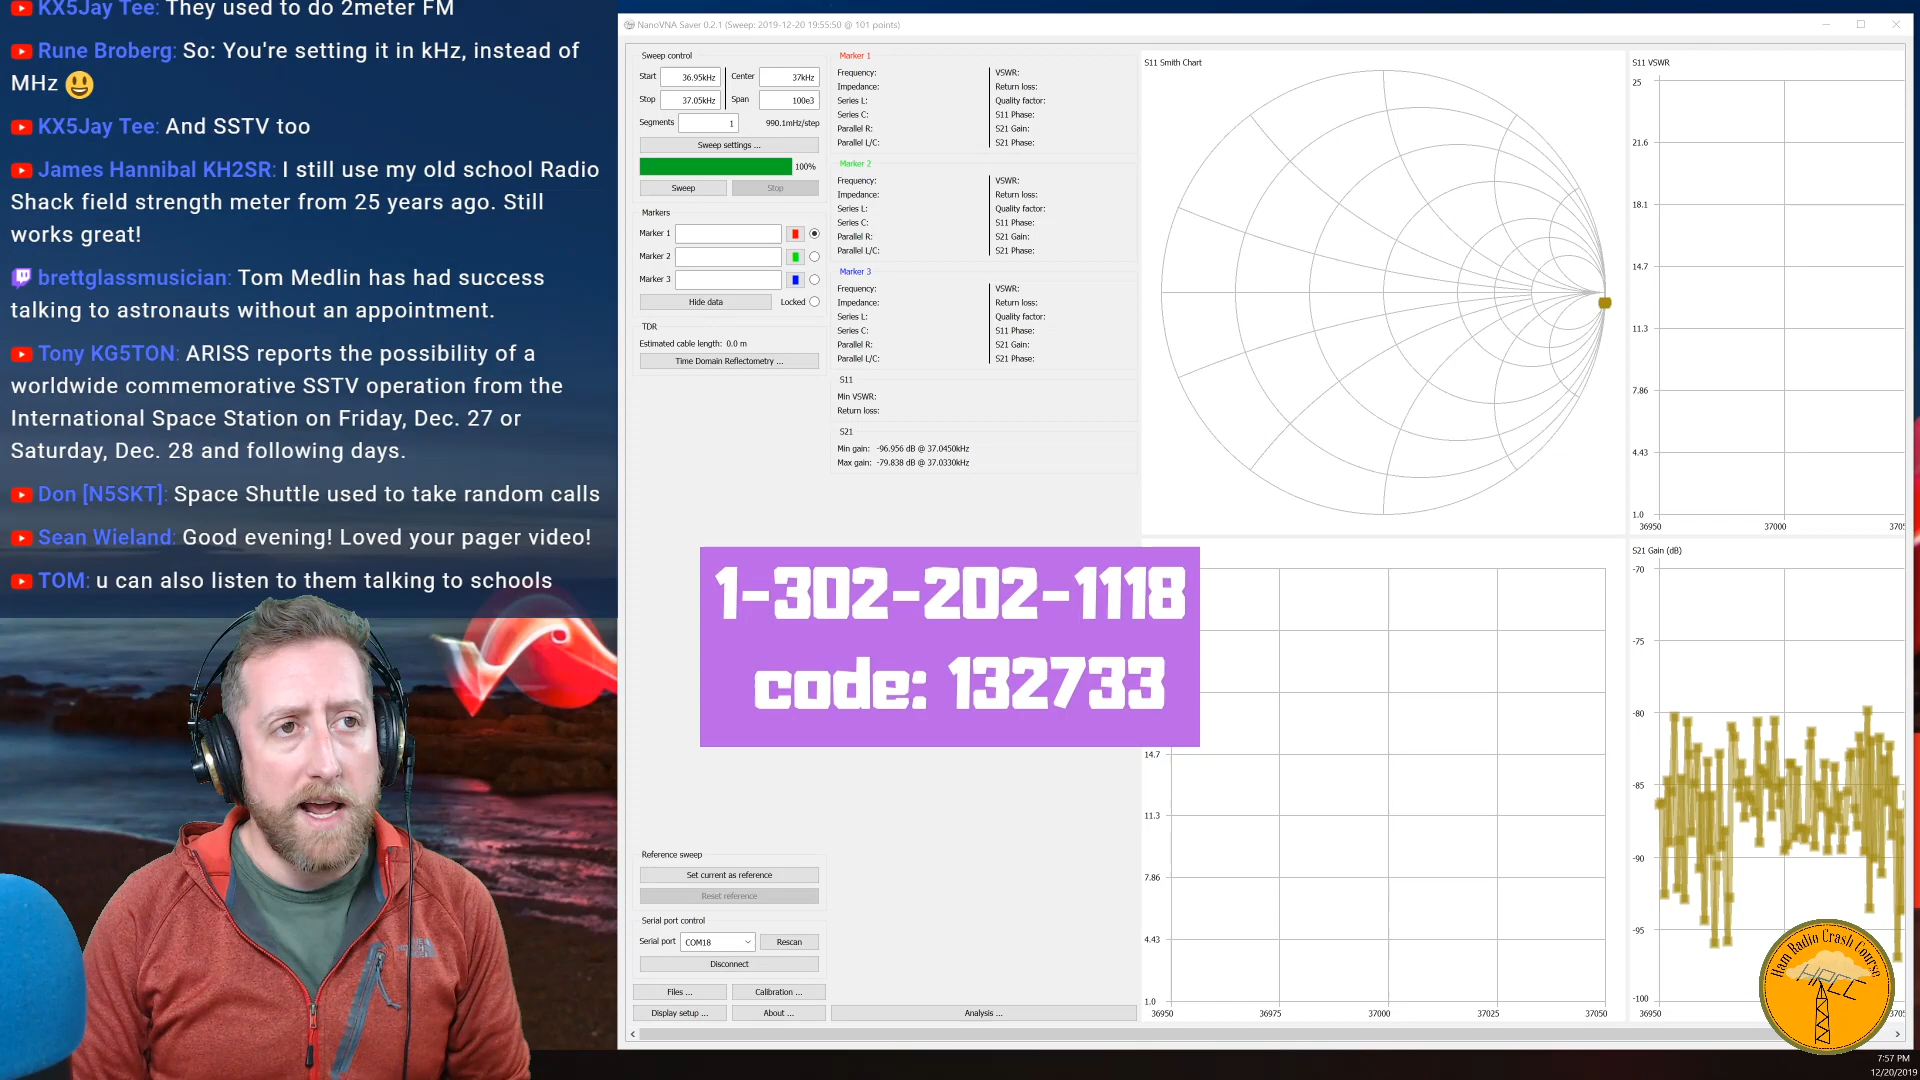 KX5Jay Tee: They used to do 2meter FM
Rune Broberg: So: You're setting it in kHz, instead of
MHz
KX5Jay Tee: And SSTV too
James Hannibal KH2SR: I still use my old school Radio
Shack field strength meter from 25 years ago. Still
works great!
brettglassmusician: Tom Medlin has had success
talking to astronauts without an appointment.
Tony KG5TON: ARISS reports the possibility of a
worldwide commemorative SSTV operation from the
International Space Station on Friday, Dec. 27 or
Saturday, Dec. 28 and following days.
Don [N5SKT]: Space Shuttle used to take random calls
Sean Wieland: Good evening! Loved your pager video!
TOM: u can also listen to them talking to schools
NanoVNA Saver 0.2.1 (Sweep: 2019-12-20 19:55:50 @ 101 points)
Sweep control
Start 36.95kHz Center 37kHz
Stop 37.05kHz Span 100e3
Segments 1 990.1mHz/step
Sweep settings ...
100%
Sweep Stop
Markers
Marker 1
Marker 2
Marker 3
Hide data Locked
TDR
Estimated cable length: 0.0 m
Time Domain Reflectometry ...
Reference sweep
Set current as reference
Reset reference
Serial port control
Serial port COM18 Rescan
Disconnect
Files ... Calibration ...
Display setup ... About ...
Marker 1
Frequency: VSWR:
Impedance: Return loss:
Series L: Quality factor:
Series C: S11 Phase:
Parallel R: S21 Gain:
Parallel L/C: S21 Phase:
Marker 2
Frequency: VSWR:
Impedance: Return loss:
Series L: Quality factor:
Series C: S11 Phase:
Parallel R: S21 Gain:
Parallel L/C: S21 Phase:
Marker 3
Frequency: VSWR:
Impedance: Return loss:
Series L: Quality factor:
Series C: S11 Phase:
Parallel R: S21 Gain:
Parallel L/C: S21 Phase:
S11
Min VSWR:
Return loss:
S21
Min gain: -96.956 dB @ 37.0450kHz
Max gain: -79.838 dB @ 37.0330kHz
Analysis ...
1-302-202-1118
code: 132733
S11 Smith Chart
S11 VSWR
25
21.6
18.1
14.7
11.3
7.86
4.43
1.0
36950 37000 3705
14.7
11.3
7.86
4.43
1.0
36950 36975 37000 37025 37050
S21 Gain (dB)
-70
-75
-80
-85
-90
-95
-100
36950 3705
Ham Radio Crash Course
HRCC
THE NORTH FACE
7:57 PM
12/20/2019